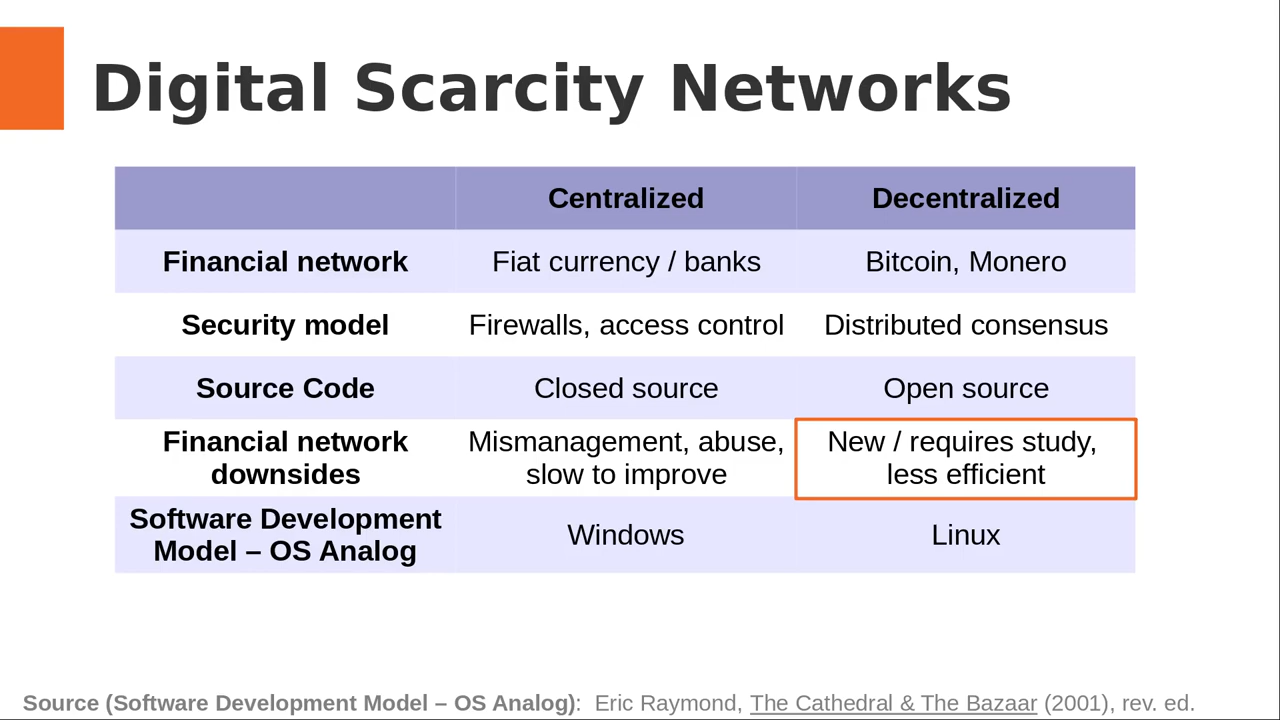 Digital Scarcity Networks
Centralized Decentralized
Financial network Fiat currency / banks Bitcoin, Monero
Security model Firewalls, access control Distributed consensus
Source Code Closed source Open source
Financial network Mismanagement, abuse, New / requires study,
downsides slow to improve less efficient
Software Development
Model – OS Analog Windows Linux
Source (Software Development Model – OS Analog): Eric Raymond, The Cathedral & The Bazaar (2001), rev. ed.